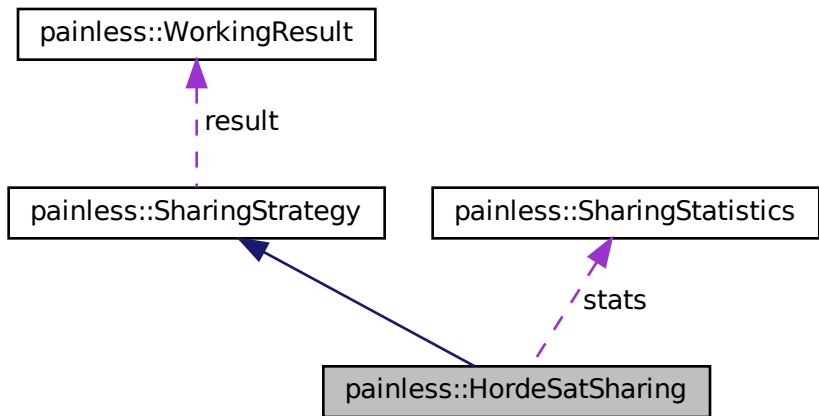 painless::WorkingResult
result
painless::SharingStrategy
painless::SharingStatistics
stats
painless::HordeSatSharing